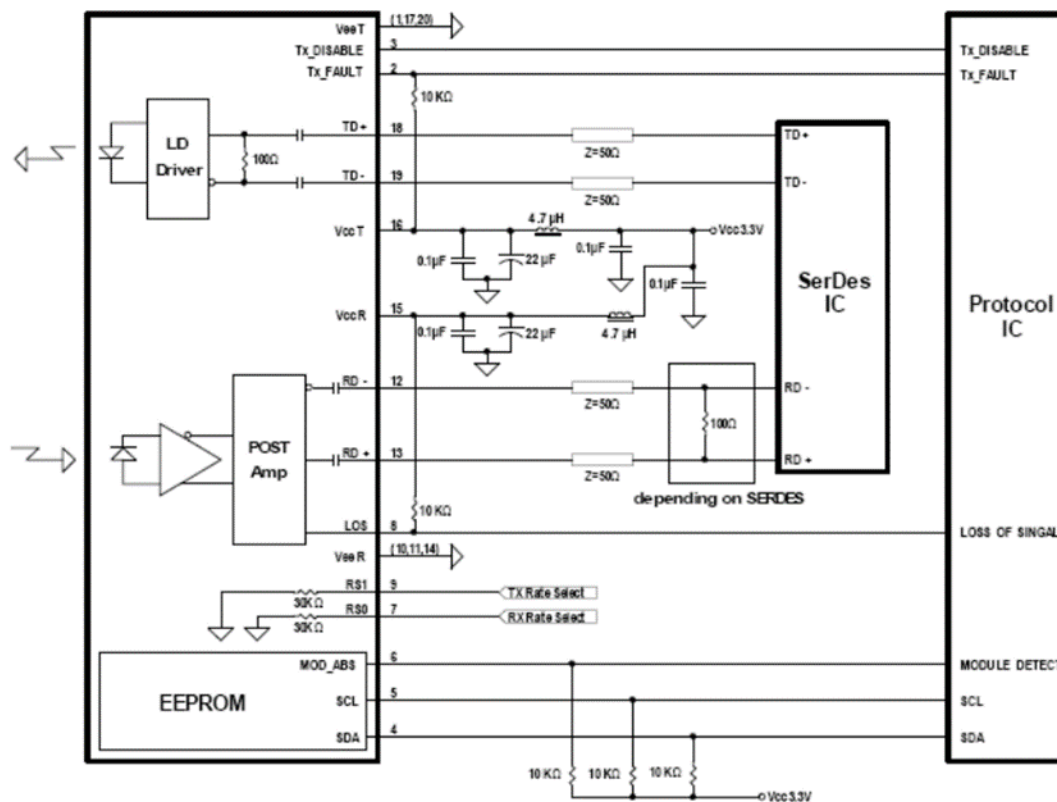 VeeT (1,17,20)
Tx_DISABLE 3 Tx_DISABLE
Tx_FAULT 2 Tx_FAULT
10 KΩ
LD
Driver
100Ω
TD+ 18 Z=50Ω TD+
TD - 19 Z=50Ω TD-
VccT 16 4.7 µH Vcc3.3V
0.1µF 22 µF 0.1µF 0.1µF
SerDes
IC
Protocol
IC
VccR 15
0.1µF 22 µF 4.7 µH
RD - 12 Z=50Ω RD -
100Ω
POST
Amp
RD + 13 Z=50Ω RD +
depending on SERDES
10 KΩ
LOS 8 LOSS OF SINGAL
VeeR (10,11,14)
RS1 9 TX Rate Select
30KΩ
RS0 7 RX Rate Select
30KΩ
MOD_ABS 6 MODULE DETECT
EEPROM
SCL 5 SCL
SDA 4 SDA
10 KΩ 10 KΩ 10 KΩ
Vcc3.3V